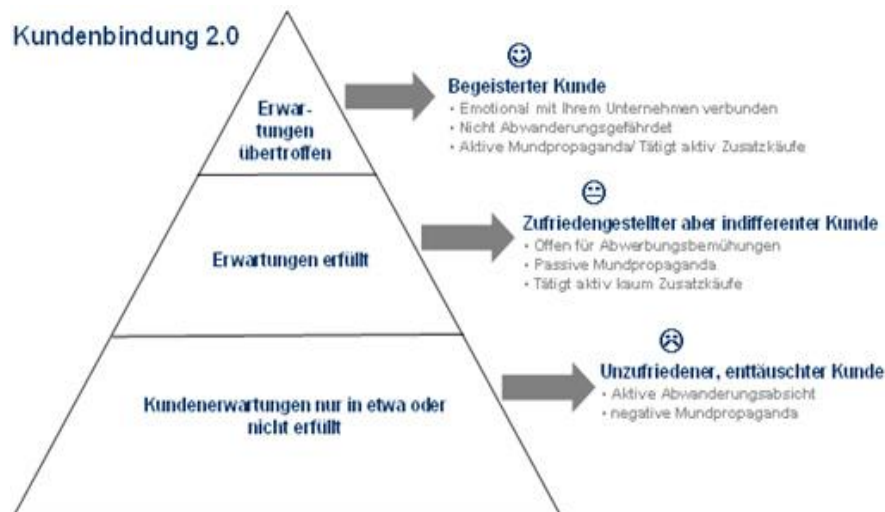 Kundenbindung 2.0
Erwar-
tungen
übertroffen
Begeisterter Kunde
• Emotional mit Ihrem Unternehmen verbunden
• Nicht Abwanderungsgefährdet
• Aktive Mundpropaganda/ Tätigt aktiv Zusatzkäufe
Erwartungen erfüllt
Zufriedengestellter aber indifferenter Kunde
• Offen für Abwerbungsbemühungen
• Passive Mundpropaganda
• Tätigt aktiv kaum Zusatzkäufe
Kundenerwartungen nur in etwa oder
nicht erfüllt
Unzufriedener, enttäuschter Kunde
• Aktive Abwanderungsabsicht
• negative Mundpropaganda